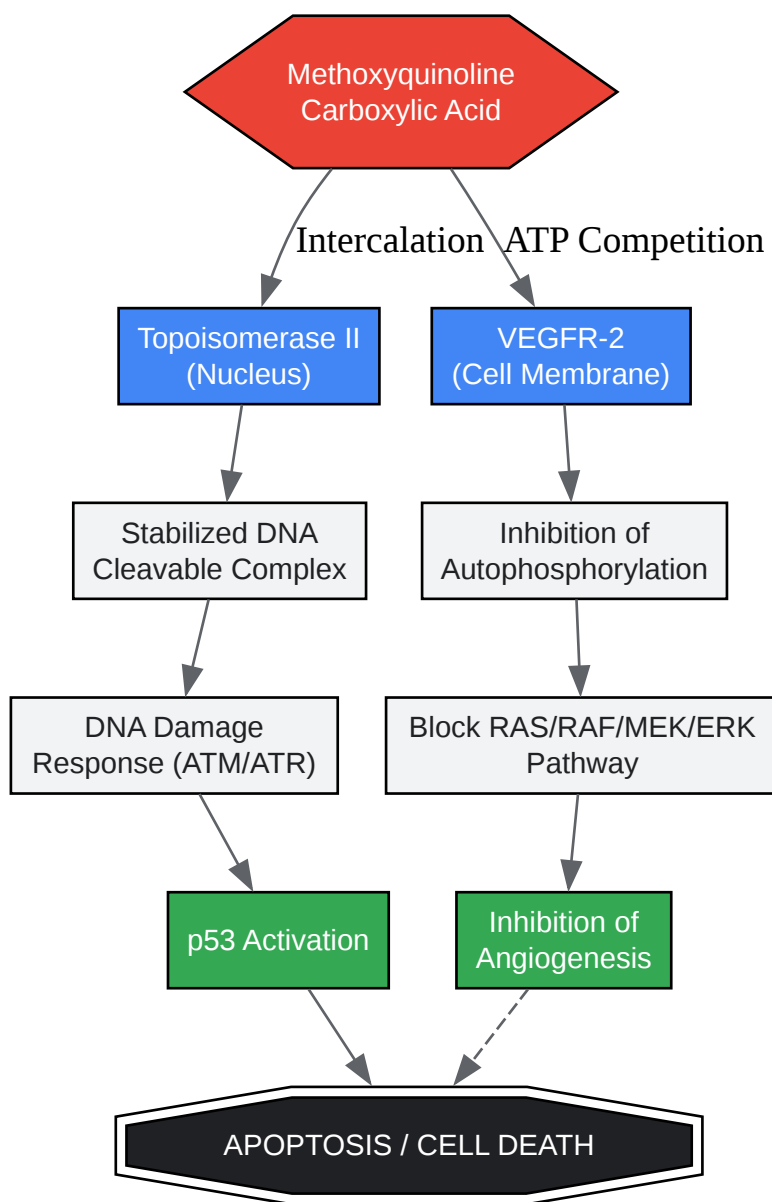 Methoxyquinoline
Carboxylic Acid
Intercalation
ATP Competition
Topoisomerase II
(Nucleus)
VEGFR-2
(Cell Membrane)
Stabilized DNA
Cleavable Complex
Inhibition of
Autophosphorylation
DNA Damage
Response (ATM/ATR)
Block RAS/RAF/MEK/ERK
Pathway
p53 Activation
Inhibition of
Angiogenesis
APOPTOSIS / CELL DEATH